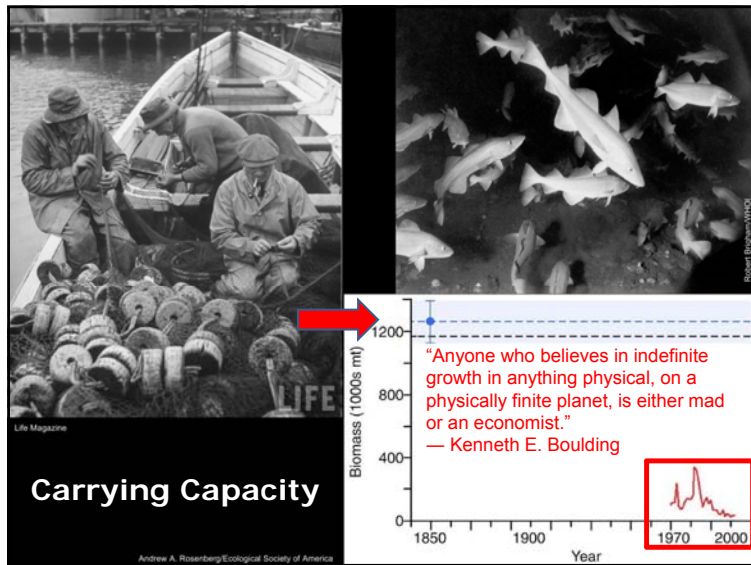 LIFE
Life Magazine
Carrying Capacity
Andrew A. Rosenberg/Ecological Society of America
Robert Brigham/WHOI
Biomass (1000s mt)
1200
800
400
0
“Anyone who believes in indefinite
growth in anything physical, on a
physically finite planet, is either mad
or an economist.”
— Kenneth E. Boulding
1850
1900
1970
2000
Year